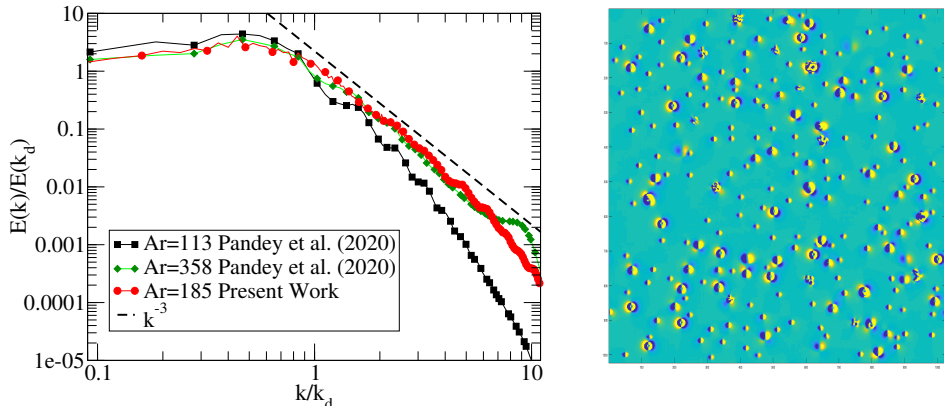 10
1
0.1
0.01
0.001
0.0001
1e-05
E(k)/E(k_d)
Ar=113 Pandey et al. (2020)
Ar=358 Pandey et al. (2020)
Ar=185 Present Work
k^-3
0.1 1 10
k/k_d